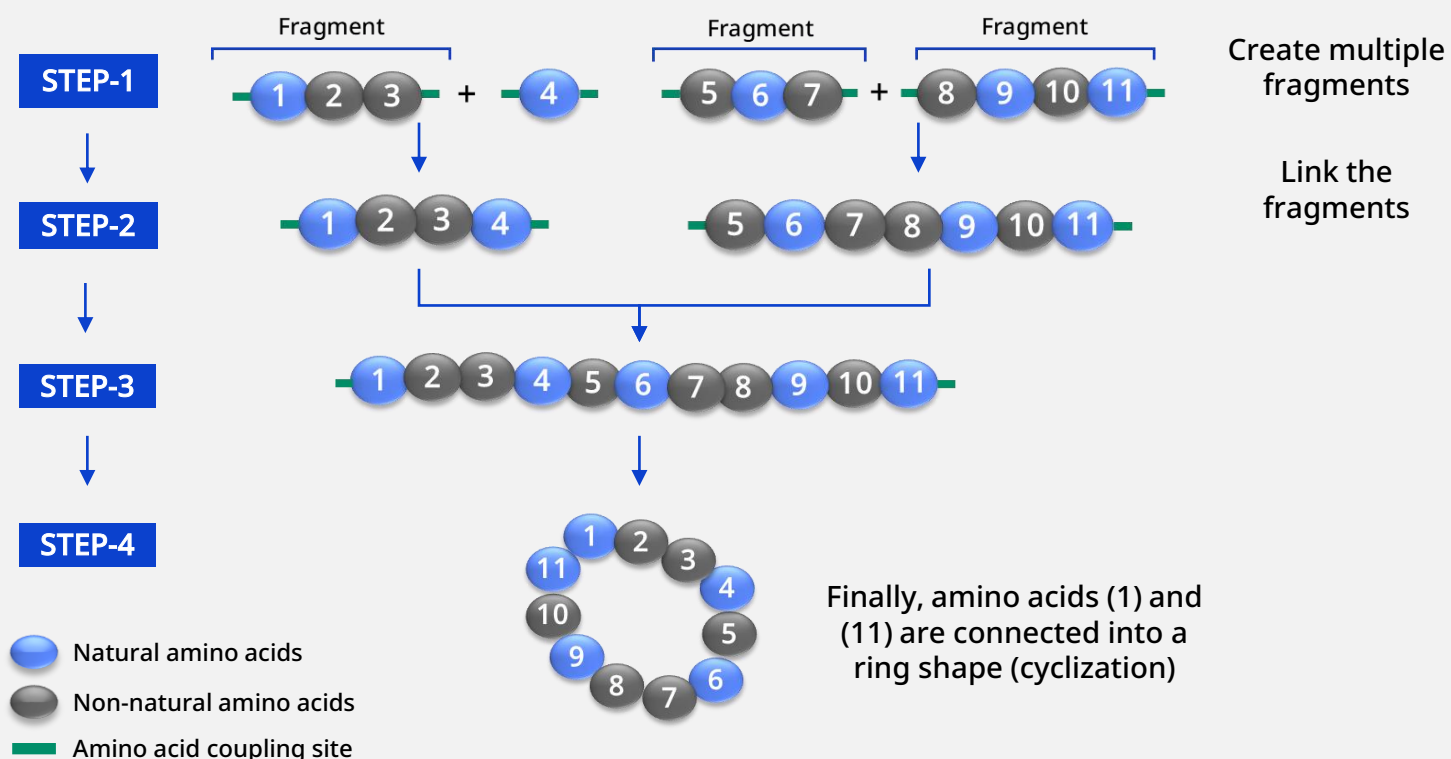 Fragment
Fragment
Fragment
STEP-1
1 2 3 + 4
5 6 7 + 8 9 10 11
Create multiple
fragments
STEP-2
1 2 3 4
5 6 7 8 9 10 11
Link the
fragments
STEP-3
1 2 3 4 5 6 7 8 9 10 11
STEP-4
1 2 3 4 5 6 7 8 9 10 11
Finally, amino acids (1) and
(11) are connected into a
ring shape (cyclization)
Natural amino acids
Non-natural amino acids
Amino acid coupling site